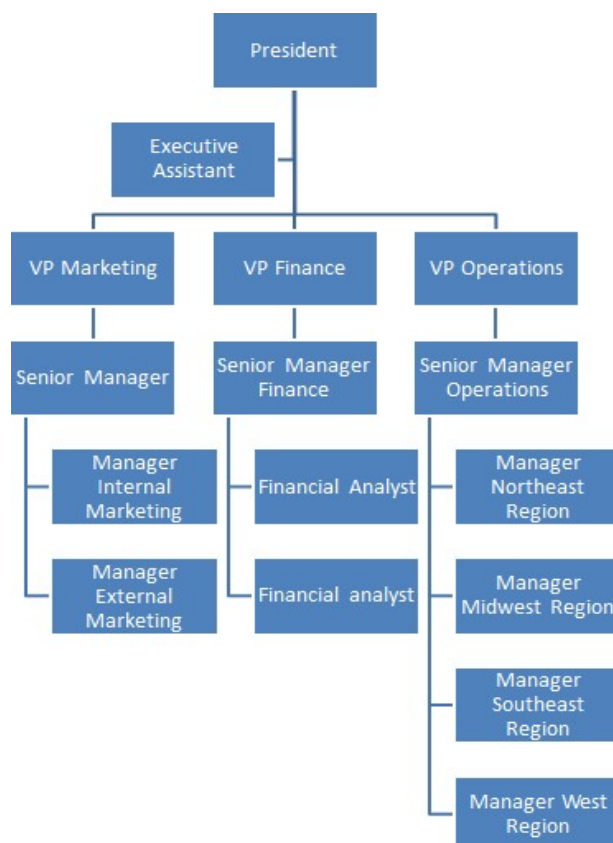 President
Executive
Assistant
VP Marketing
VP Finance
VP Operations
Senior Manager
Senior Manager
Finance
Senior Manager
Operations
Manager
Internal
Marketing
Financial Analyst
Manager
Northeast
Region
Manager
External
Marketing
Financial analyst
Manager
Midwest Region
Manager
Southeast
Region
Manager West
Region